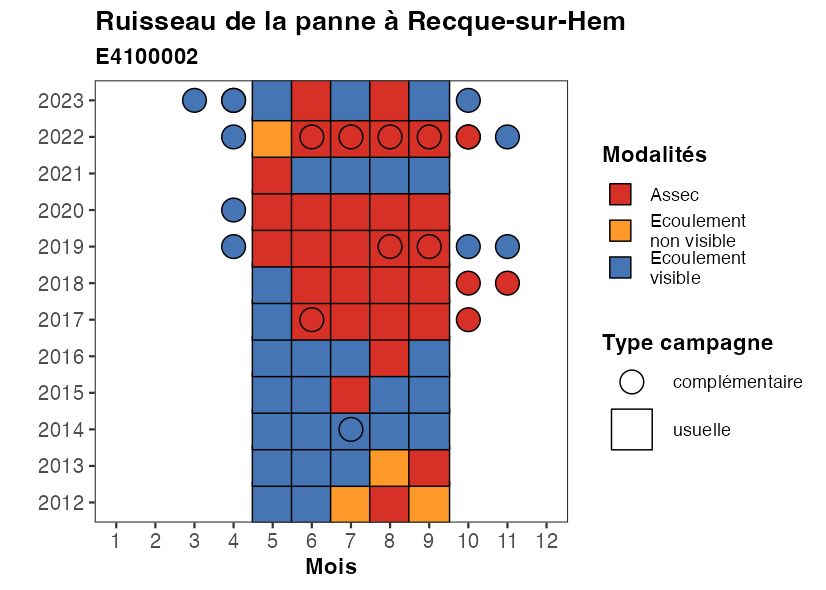 Ruisseau de la panne à Recque-sur-Hem
E4100002
2023
2022
2021
2020
2019
2018
2017
2016
2015
2014
2013
2012
1 2 3 4 5 6 7 8 9 10 11 12
Mois
Modalités
Assec
Ecoulement
non visible
Ecoulement
visible
Type campagne
complémentaire
usuelle